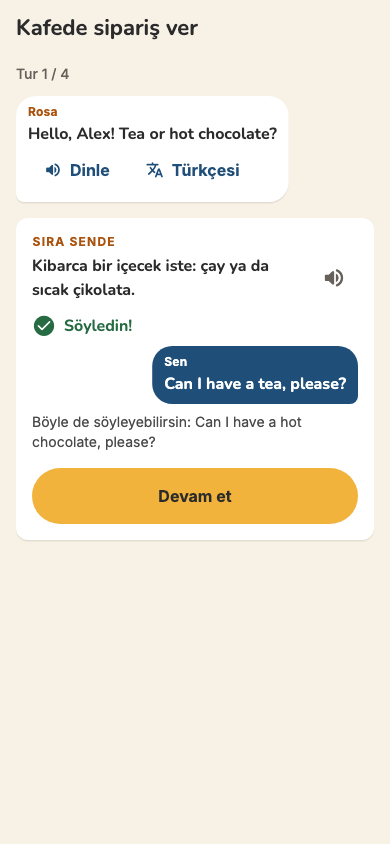 Kafede sipariş ver
Tur 1 / 4
Rosa
Hello, Alex! Tea or hot chocolate?
Dinle
Türkçesi
SIRA SENDE
Kibarca bir içecek iste: çay ya da
sıcak çikolata.
Söyledin!
Sen
Can I have a tea, please?
Böyle de söyleyebilirsin: Can I have a hot
chocolate, please?
Devam et